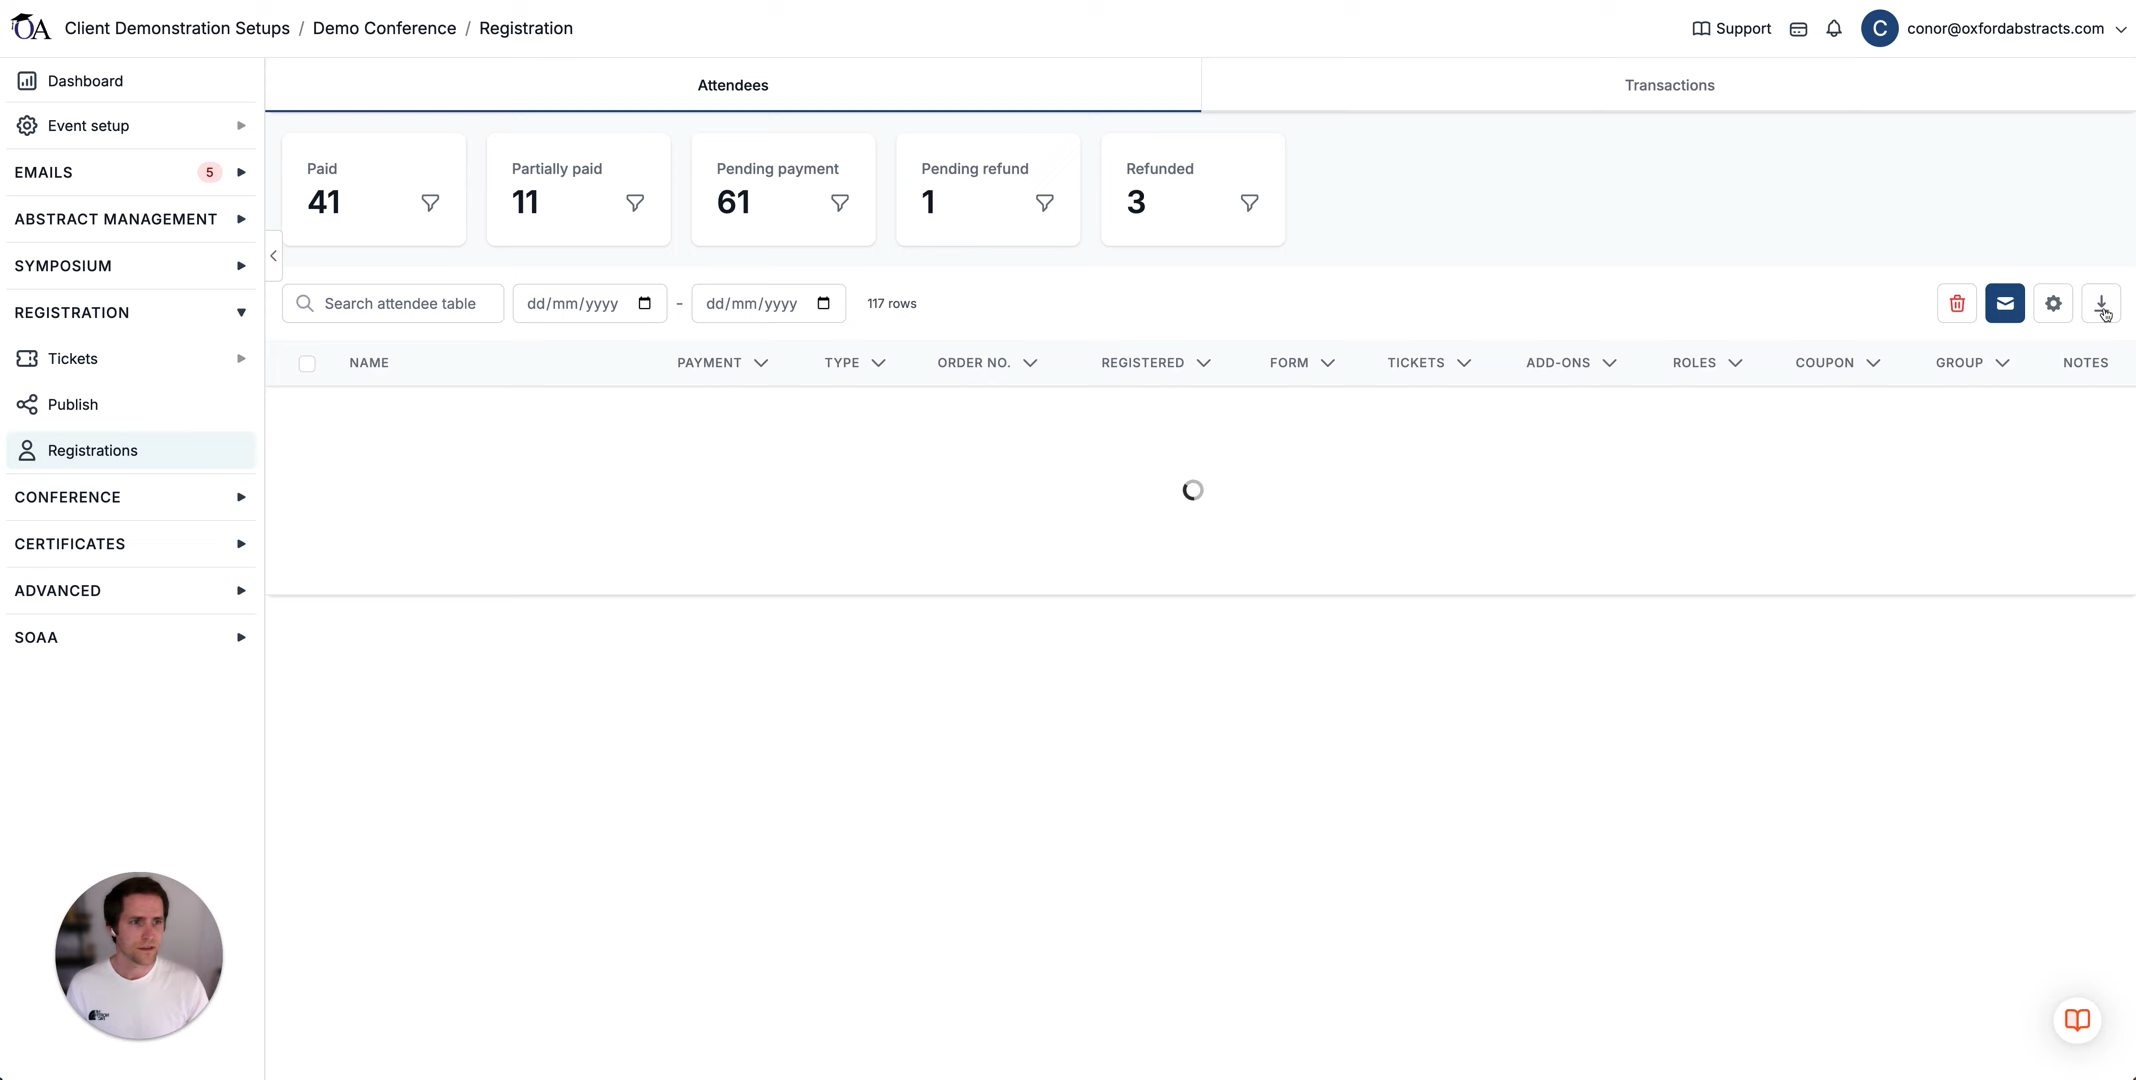 OA Client Demonstration Setups / Demo Conference / Registration
Support
C conor@oxfordabstracts.com
Dashboard
Event setup
EMAILS 5
ABSTRACT MANAGEMENT
SYMPOSIUM
REGISTRATION
Tickets
Publish
Registrations
CONFERENCE
CERTIFICATES
ADVANCED
SOAA
Attendees
Transactions
Paid
41
Partially paid
11
Pending payment
61
Pending refund
1
Refunded
3
Search attendee table
dd/mm/yyyy - dd/mm/yyyy
117 rows
NAME PAYMENT TYPE ORDER NO. REGISTERED FORM TICKETS ADD-ONS ROLES COUPON GROUP NOTES